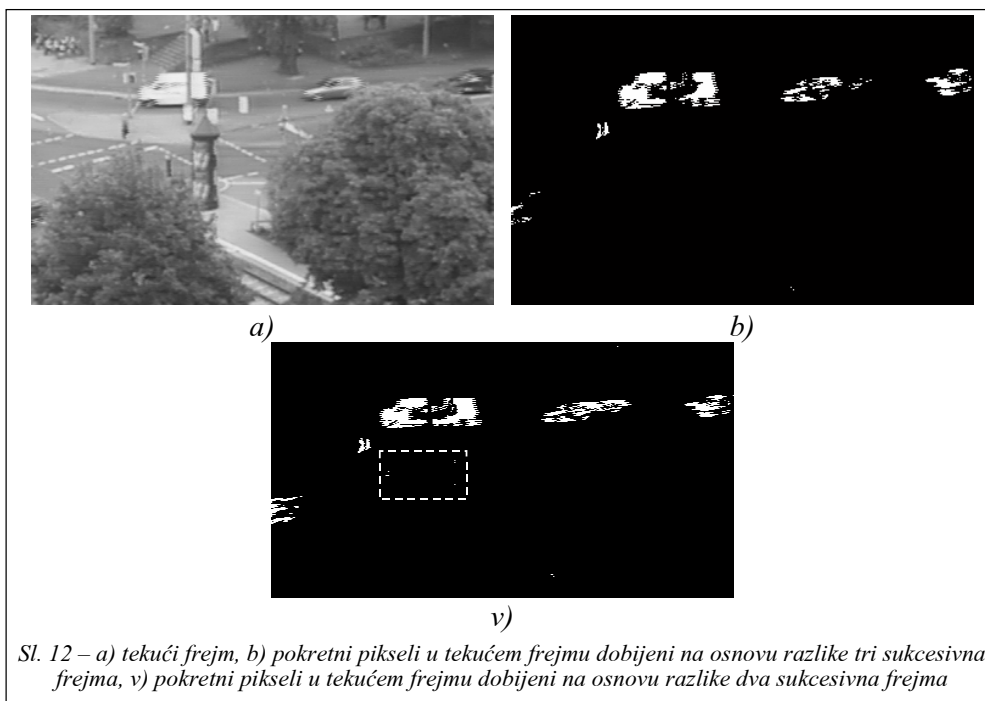 a)
b)
v)
Sl. 12 – a) tekući frejm, b) pokretni pikseli u tekućem frejmu dobijeni na osnovu razlike tri sukcesivna
frejma, v) pokretni pikseli u tekućem frejmu dobijeni na osnovu razlike dva sukcesivna frejma